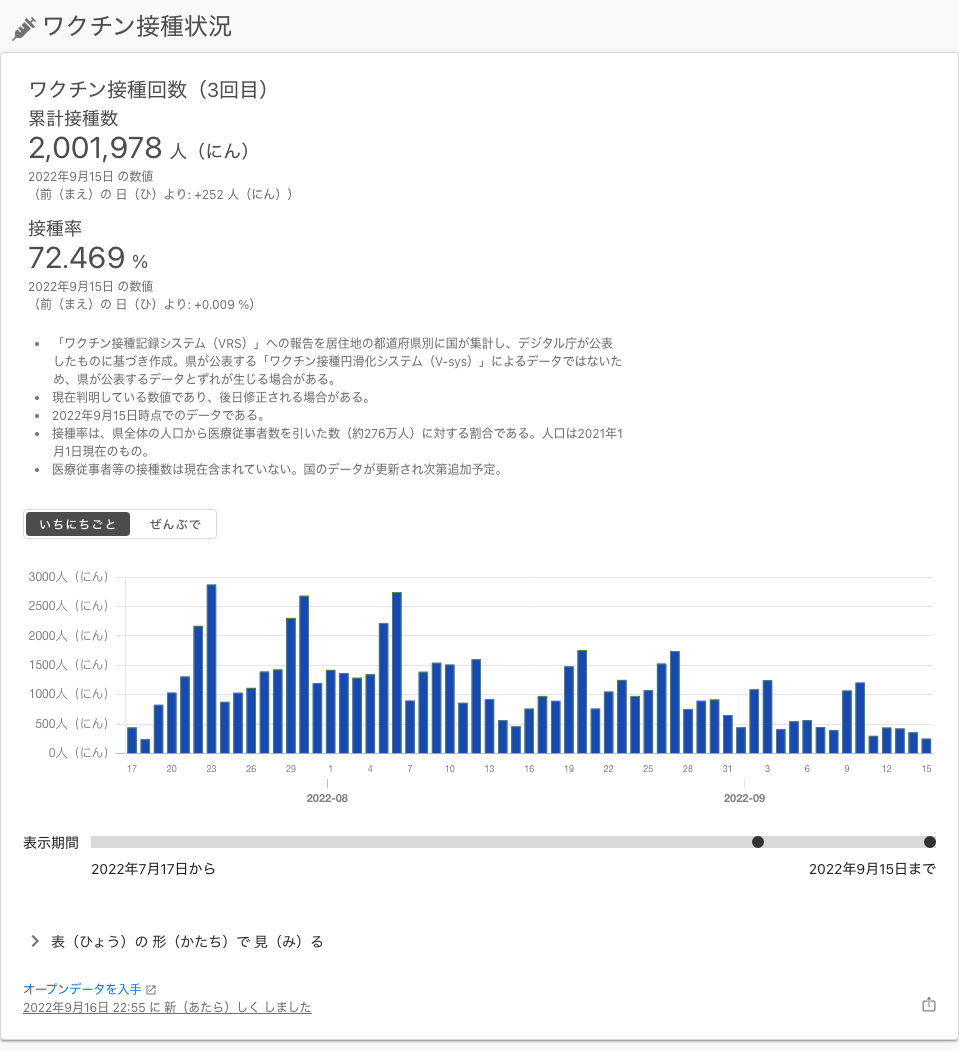 ワクチン接種状況
ワクチン接種回数（3回目）
累計接種数
2,001,978 人（にん）
2022年9月15日 の数値
（前（まえ）の 日（ひ）より: +252 人（にん））
接種率
72.469 %
2022年9月15日 の数値
（前（まえ）の 日（ひ）より: +0.009 %）
• 「ワクチン接種記録システム（VRS）」への報告を居住地の都道府県別に国が集計し、デジタル庁が公表
したものに基づき作成。県が公表する「ワクチン接種円滑化システム（V-sys）」によるデータではないた
め、県が公表するデータとずれが生じる場合がある。
• 現在判明している数値であり、後日修正される場合がある。
• 2022年9月15日時点でのデータである。
• 接種率は、県全体の人口から医療従事者数を引いた数（約276万人）に対する割合である。人口は2021年1
月1日現在のもの。
• 医療従事者等の接種数は現在含まれていない。国のデータが更新され次第追加予定。
いちにちごと ぜんぶで
3000人（にん）
2500人（にん）
2000人（にん）
1500人（にん）
1000人（にん）
500人（にん）
0人（にん）
17 20 23 26 29 1 4 7 10 13 16 19 22 25 28 31 3 6 9 12 15
2022-08 2022-09
表示期間
2022年7月17日から 2022年9月15日まで
表（ひょう）の 形（かたち）で 見（み）る
オープンデータを入手
2022年9月16日 22:55 に 新（あたら）しく しました